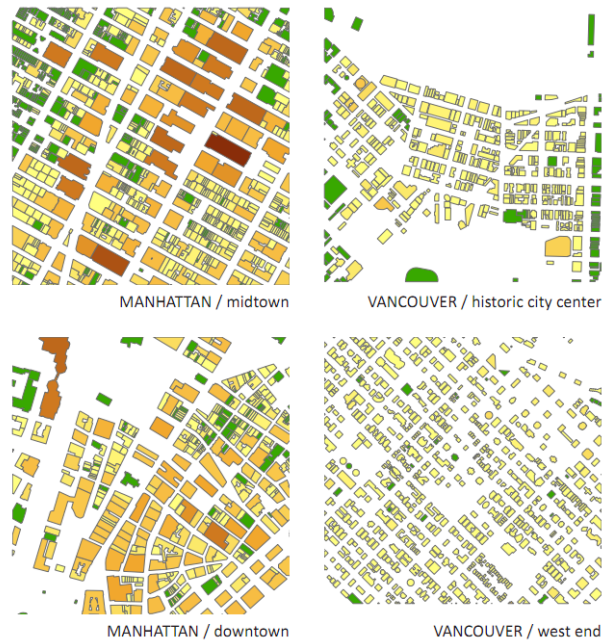 MANHATTAN / midtown
VANCOUVER / historic city center
MANHATTAN / downtown
VANCOUVER / west end